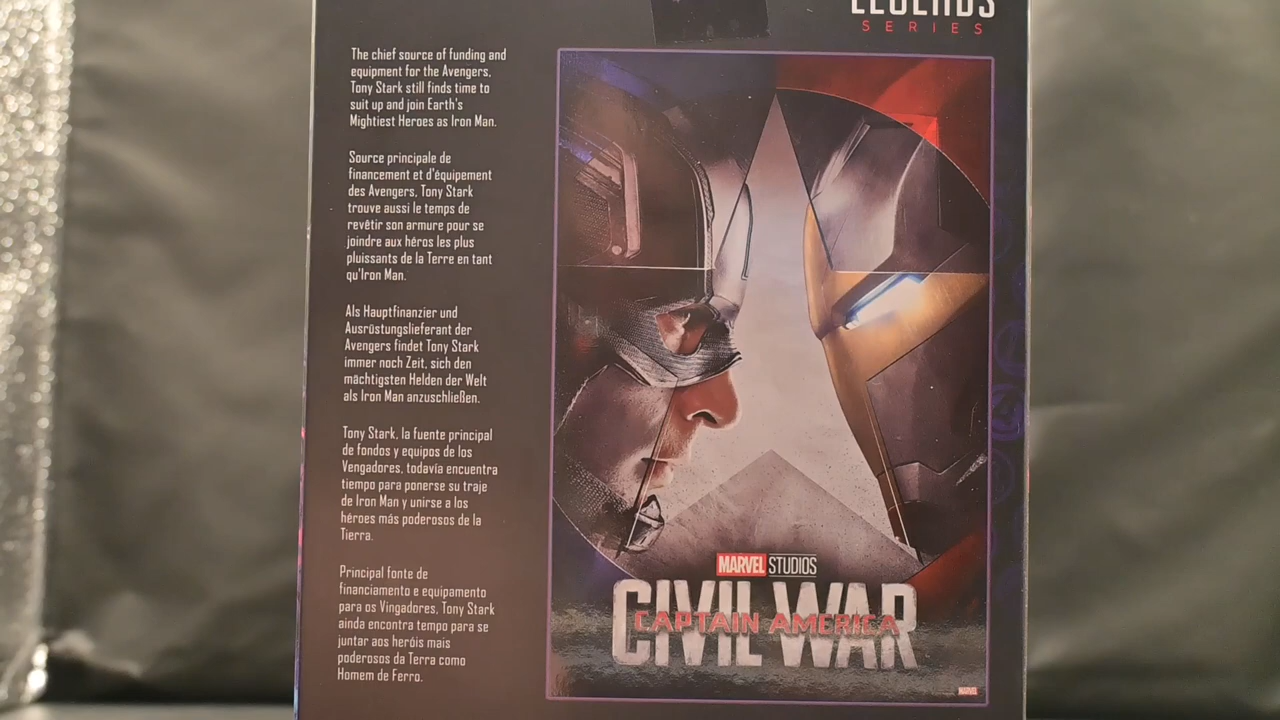 LEGENDS
SERIES
The chief source of funding and
equipment for the Avengers,
Tony Stark still finds time to
suit up and join Earth's
Mightiest Heroes as Iron Man.
Source principale de
financement et d'équipement
des Avengers, Tony Stark
trouve aussi le temps de
revêtir son armure pour se
joindre aux héros les plus
pluissants de la Terre en tant
qu'Iron Man.
Als Hauptfinanzier und
Ausrüstungslieferant der
Avengers findet Tony Stark
immer noch Zeit, sich den
mächtigsten Helden der Welt
als Iron Man anzuschließen.
Tony Stark, la fuente principal
de fondos y equipos de los
Vengadores, todavía encuentra
tiempo para ponerse su traje
de Iron Man y unirse a los
héroes más poderosos de la
Tierra.
Principal fonte de
financiamento e equipamento
para os Vingadores, Tony Stark
ainda encontra tempo para se
juntar aos heróis mais
poderosos da Terra como
Homem de Ferro.
MARVEL STUDIOS
CIVIL WAR
CAPTAIN AMERICA
MARVEL